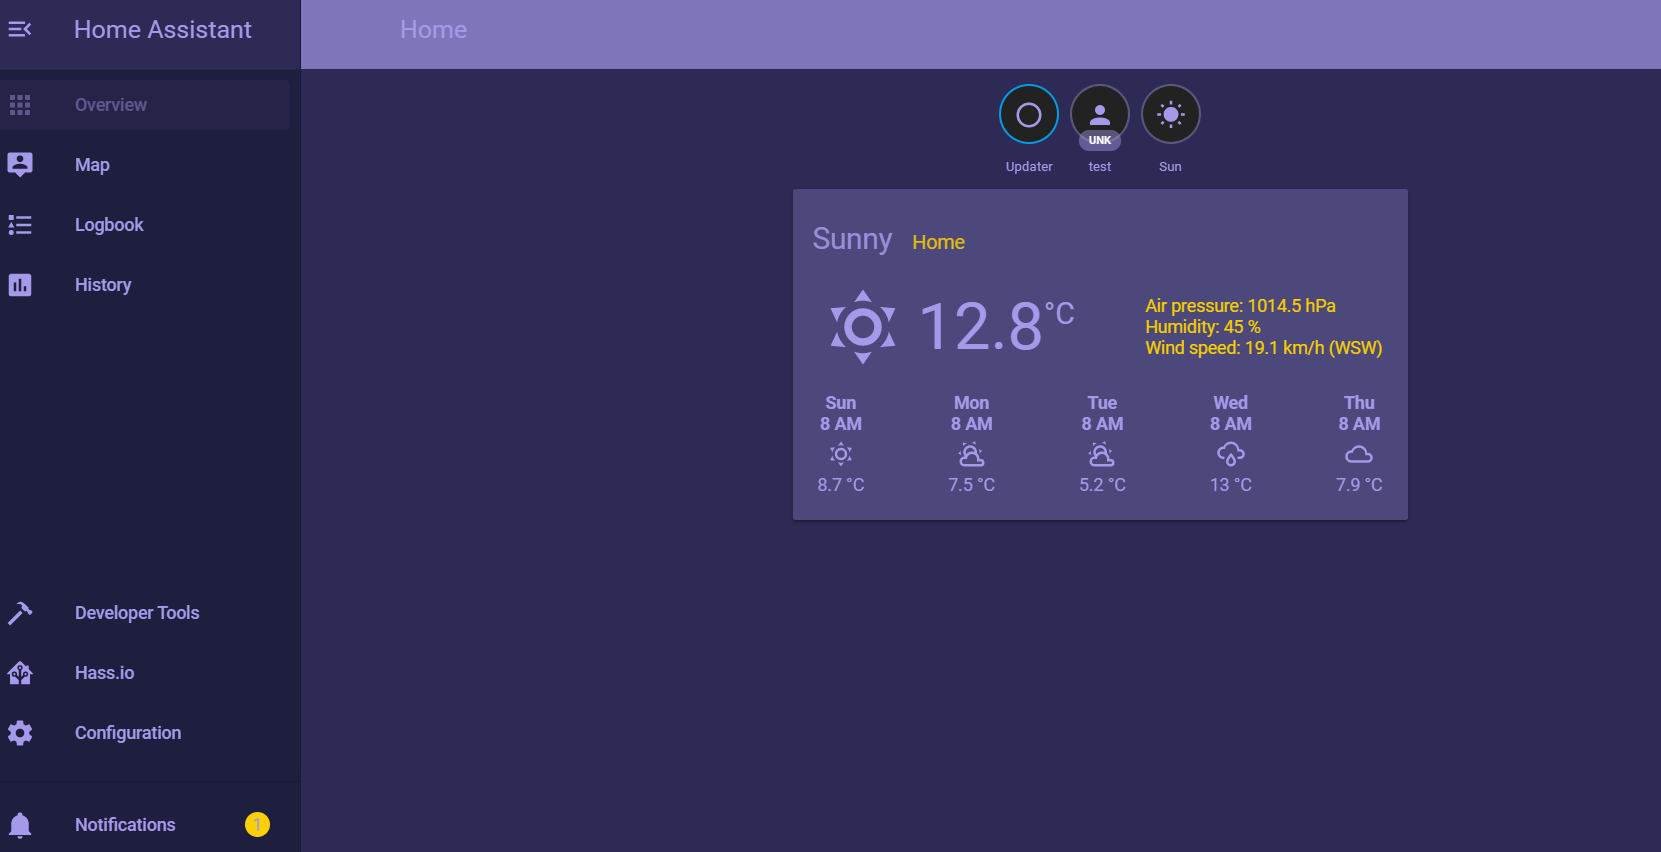 Home Assistant
Home
Overview
Map
Logbook
History
Developer Tools
Hass.io
Configuration
Notifications 1
UNK
Updater test Sun
Sunny Home
12.8 °C
Air pressure: 1014.5 hPa
Humidity: 45 %
Wind speed: 19.1 km/h (WSW)
Sun Mon Tue Wed Thu
8 AM 8 AM 8 AM 8 AM 8 AM
8.7 °C 7.5 °C 5.2 °C 13 °C 7.9 °C